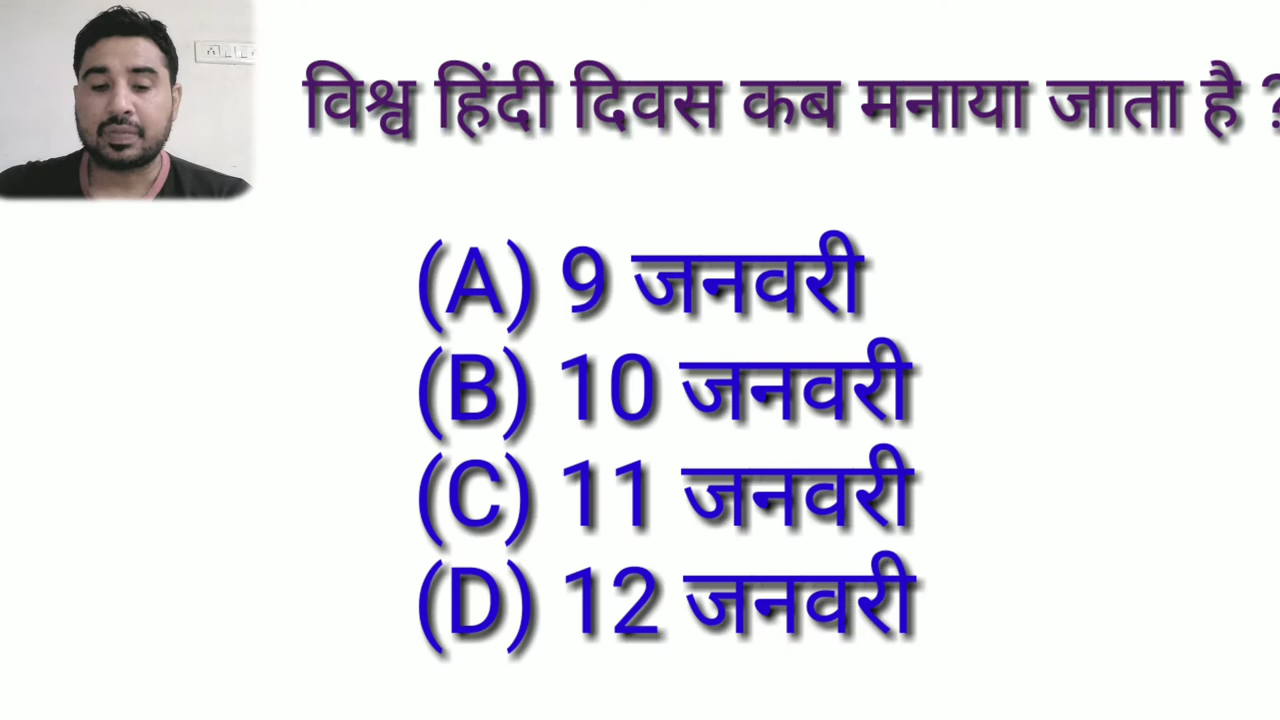 विश्व हिंदी दिवस कब मनाया जाता है ?
(A) 9 जनवरी
(B) 10 जनवरी
(C) 11 जनवरी
(D) 12 जनवरी